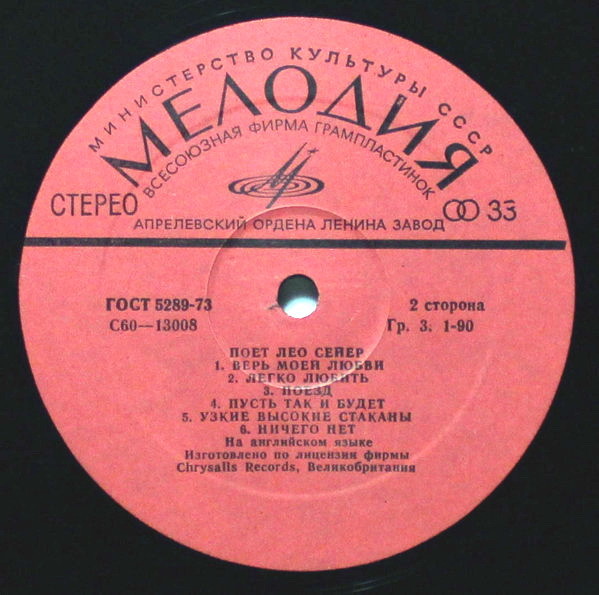 МИНИСТЕРСТВО КУЛЬТУРЫ СССР
МЕЛОДИЯ
ВСЕСОЮЗНАЯ ФИРМА ГРАМПЛАСТИНОК
СТЕРЕО
33
АПРЕЛЕВСКИЙ ОРДЕНА ЛЕНИНА ЗАВОД
ГОСТ 5289-73
2 сторона
С60—13008
Гр. 3. 1-90
ПОЕТ ЛЕО СЕЙЕР
1. ВЕРЬ МОЕЙ ЛЮБВИ
2. ЛЕГКО ЛЮБИТЬ
3. ПОЕЗД
4. ПУСТЬ ТАК И БУДЕТ
5. УЗКИЕ ВЫСОКИЕ СТАКАНЫ
6. НИЧЕГО НЕТ
На английском языке
Изготовлено по лицензии фирмы
Chrysalis Records, Великобритания